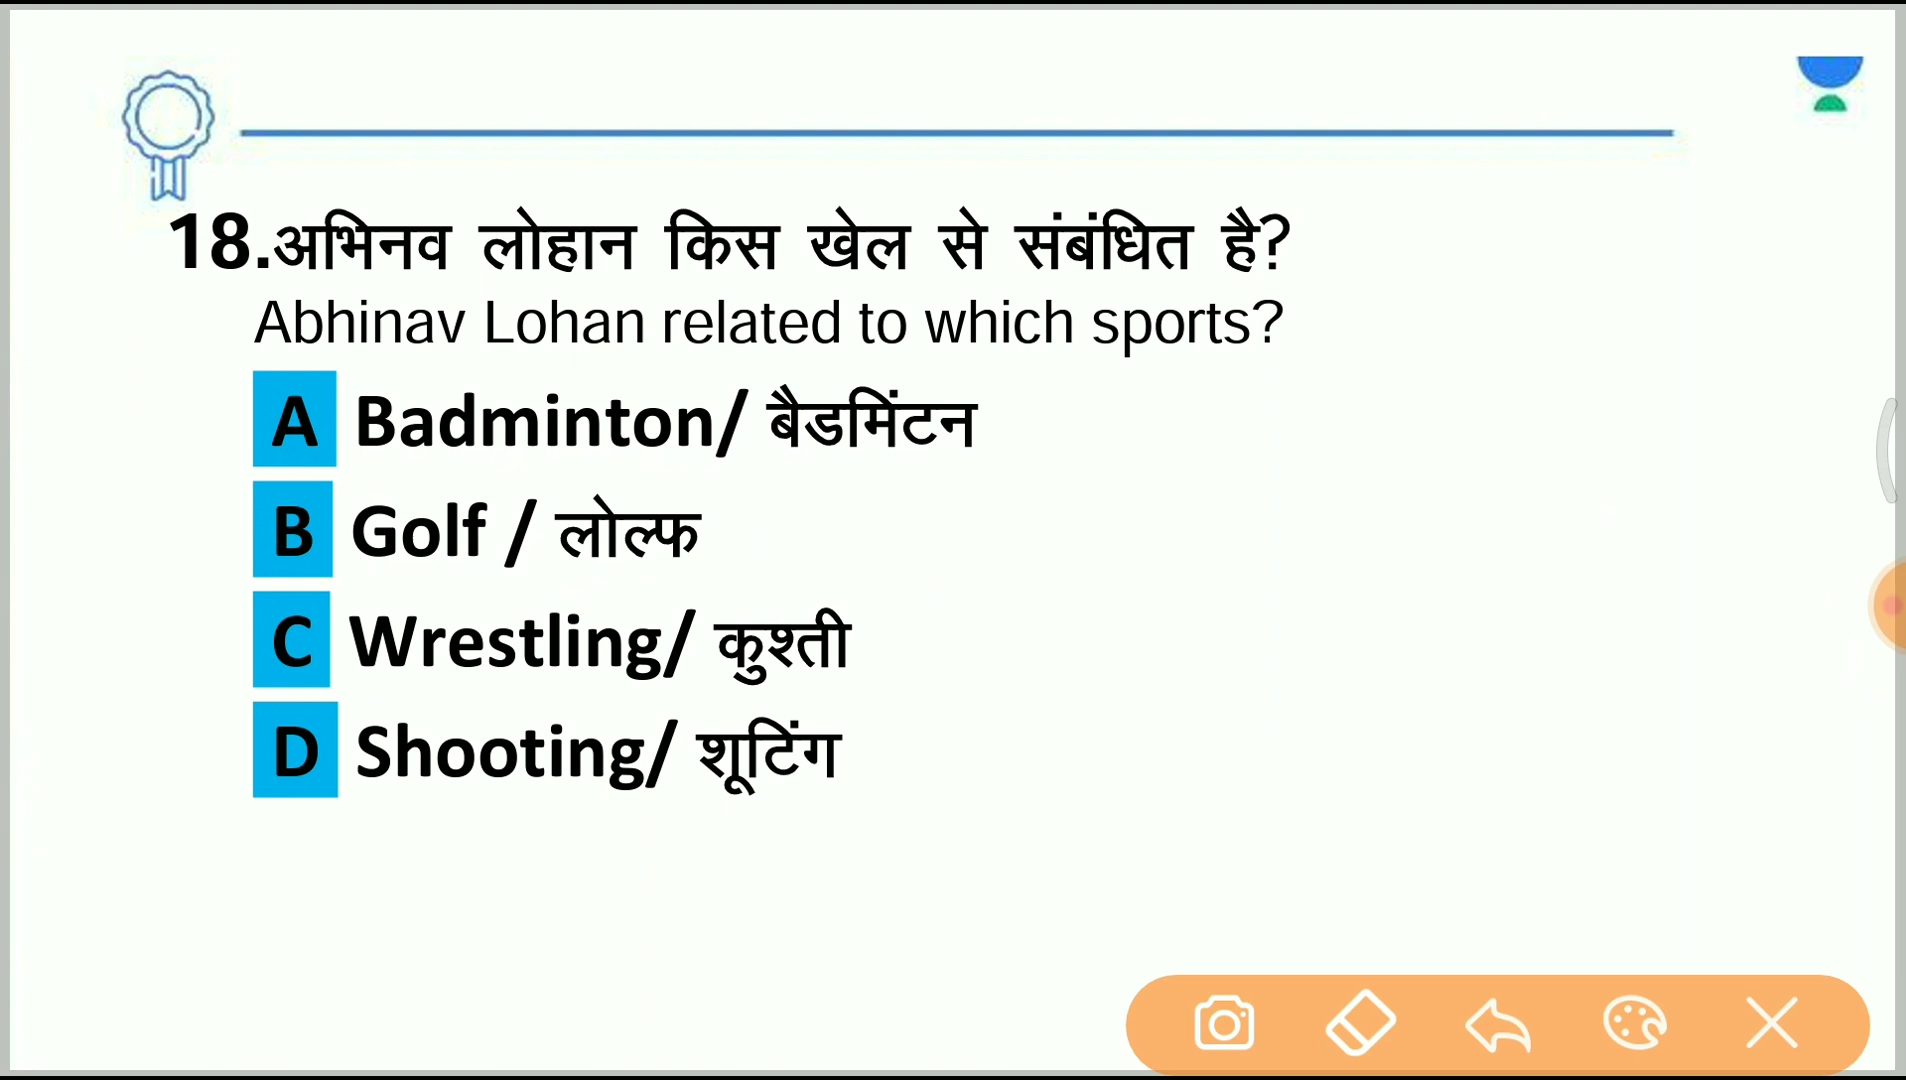 18.अभिनव लोहान किस खेल से संबंधित है?
Abhinav Lohan related to which sports?
A Badminton/ बैडमिंटन
B Golf / लोल्फ
C Wrestling/ कुश्ती
D Shooting/ शूटिंग